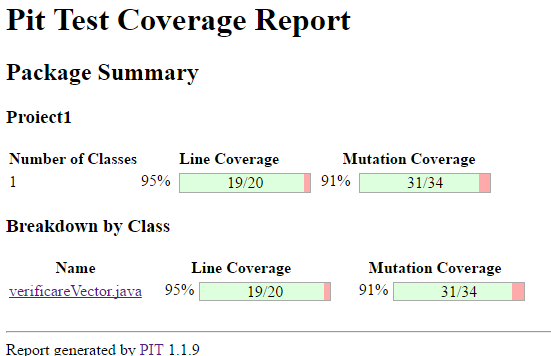 Pit Test Coverage Report
Package Summary
Proiect1
Number of Classes Line Coverage Mutation Coverage
1 95% 19/20 91% 31/34
Breakdown by Class
Name Line Coverage Mutation Coverage
verificareVector.java 95% 19/20 91% 31/34
Report generated by PIT 1.1.9